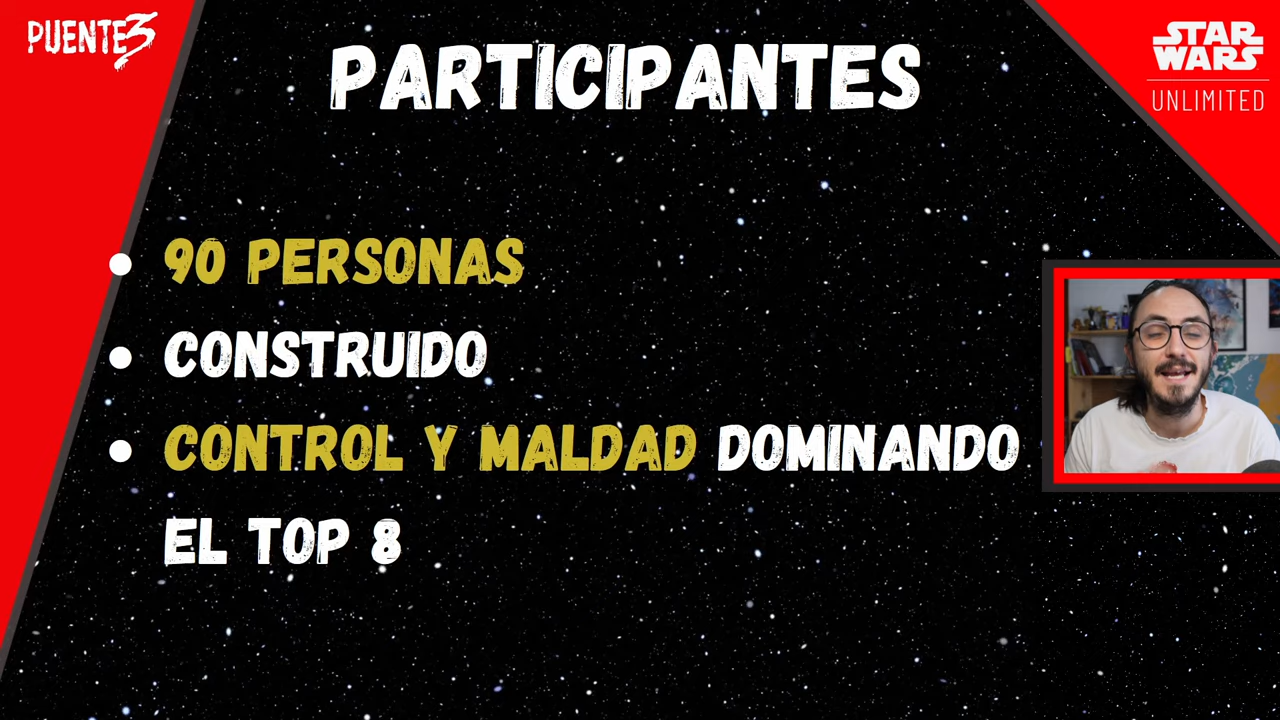 PUENTE3
STAR
WARS
UNLIMITED
PARTICIPANTES
90 PERSONAS
CONSTRUIDO
CONTROL Y MALDAD DOMINANDO
EL TOP 8